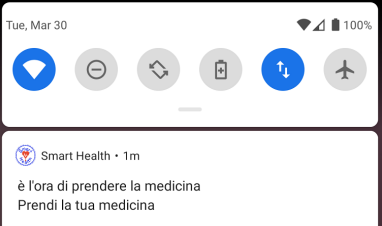 Tue, Mar 30
100%
Smart Health • 1m
è l'ora di prendere la medicina
Prendi la tua medicina